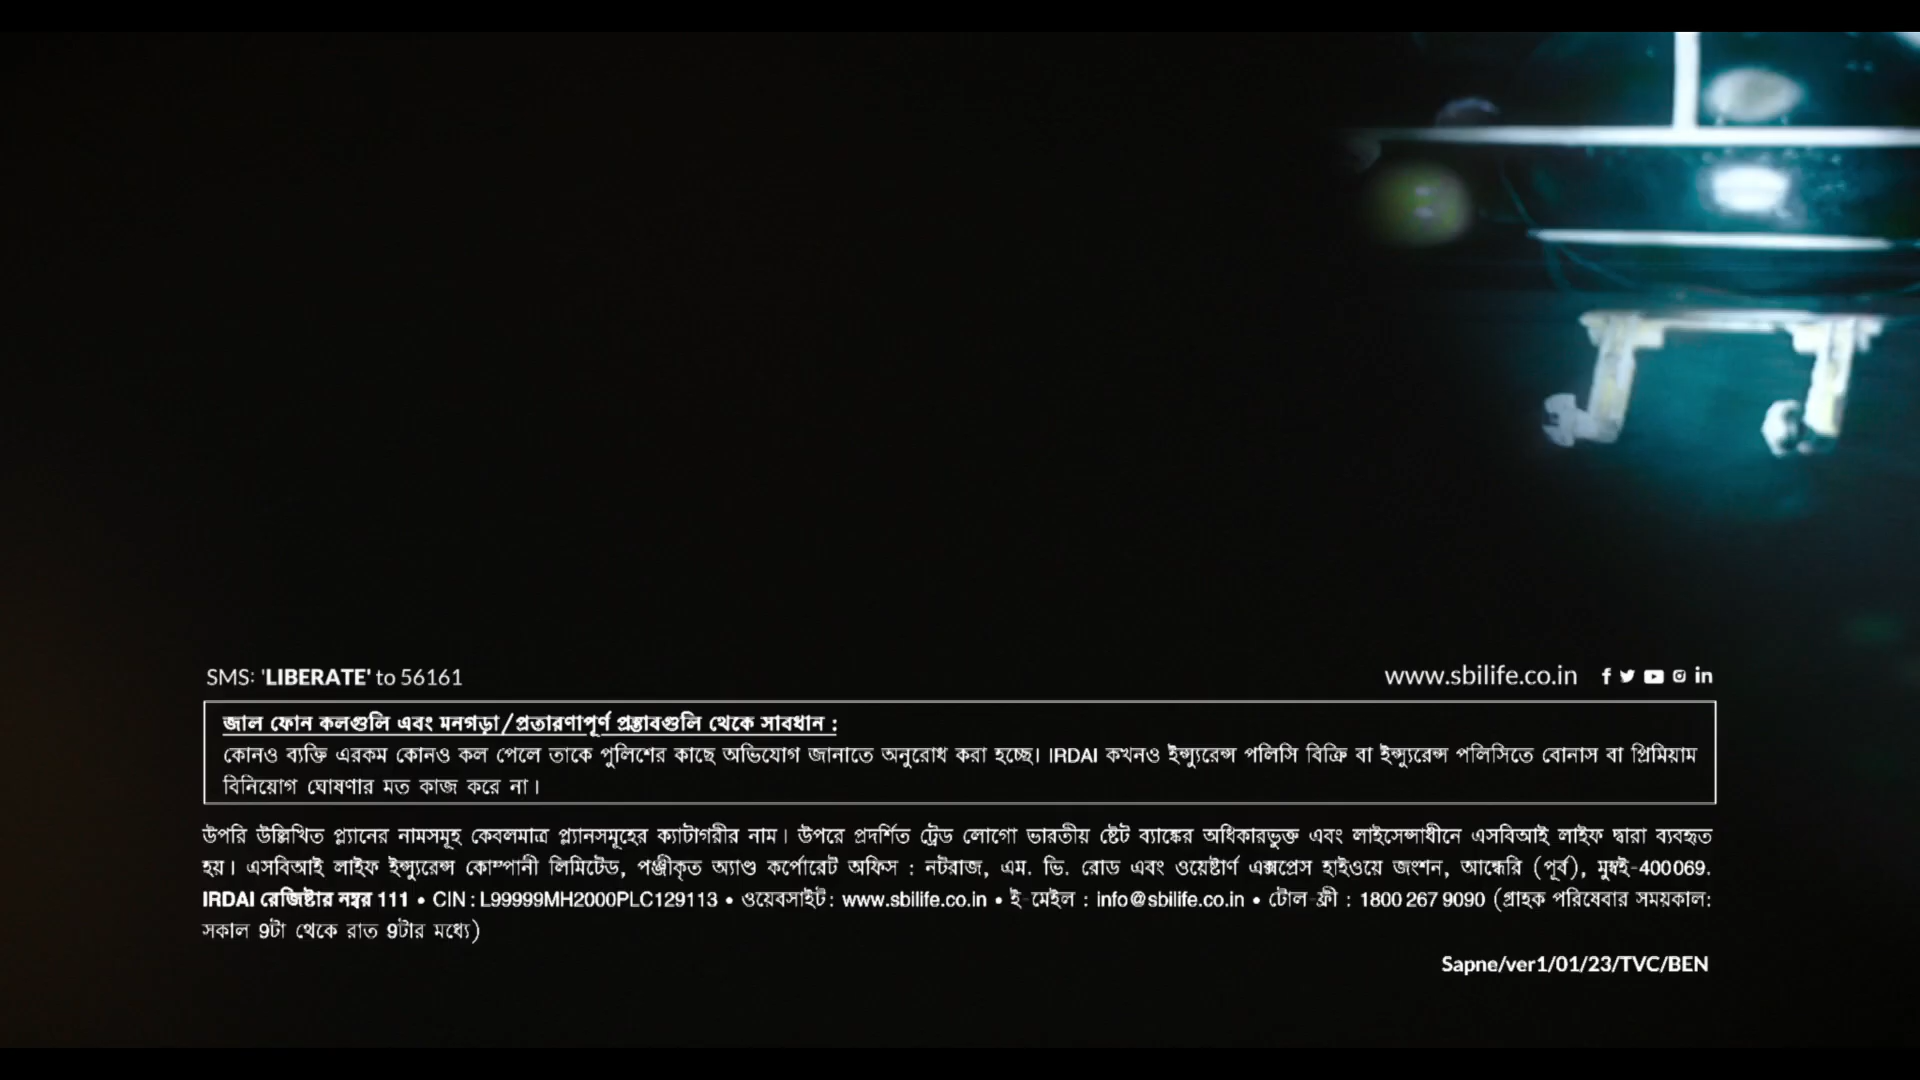 SMS: 'LIBERATE' to 56161
www.sbilife.co.in
জাল ফোন কলগুলি এবং মনগড়া/প্রতারণাপূর্ণ প্রস্তাবগুলি থেকে সাবধান :
কোনও ব্যক্তি এরকম কোনও কল পেলে তাকে পুলিশের কাছে অভিযোগ জানাতে অনুরোধ করা হচ্ছে। IRDAI কখনও ইন্স্যুরেন্স পলিসি বিক্রি বা ইন্স্যুরেন্স পলিসিতে বোনাস বা প্রিমিয়াম
বিনিয়োগ ঘোষণার মত কাজ করে না।
উপরি উল্লিখিত প্ল্যানের নামসমূহ কেবলমাত্র প্ল্যানসমূহের ক্যাটাগরীর নাম। উপরে প্রদর্শিত ট্রেড লোগো ভারতীয় ষ্টেট ব্যাঙ্কের অধিকারভুক্ত এবং লাইসেন্সাধীনে এসবিআই লাইফ দ্বারা ব্যবহৃত
হয়। এসবিআই লাইফ ইন্স্যুরেন্স কোম্পানী লিমিটেড, পঞ্জীকৃত অ্যাণ্ড কর্পোরেট অফিস : নটরাজ, এম. ভি. রোড এবং ওয়েষ্টার্ণ এক্সপ্রেস হাইওয়ে জংশন, আন্ধেরি (পূর্ব), মুম্বই-400069.
IRDAI রেজিষ্টার নম্বর 111 • CIN : L99999MH2000PLC129113 • ওয়েবসাইট : www.sbilife.co.in • ই-মেইল : info@sbilife.co.in • টোল-ফ্রী : 1800 267 9090 (গ্রাহক পরিষেবার সময়কাল:
সকাল 9টা থেকে রাত 9টার মধ্যে)
Sapne/ver1/01/23/TVC/BEN